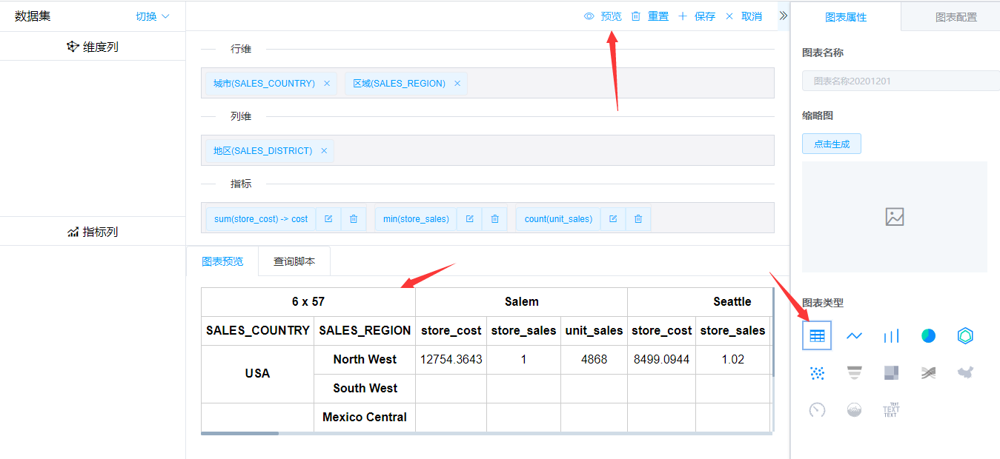 数据集 切换
预览 重置 保存 取消
图表属性 图表配置
维度列
行维
城市(SALES_COUNTRY) 区域(SALES_REGION)
列维
地区(SALES_DISTRICT)
指标
sum(store_cost) -> cost min(store_sales) count(unit_sales)
指标列
图表预览 查询脚本
6 x 57 Salem Seattle
SALES_COUNTRY SALES_REGION store_cost store_sales unit_sales store_cost store_sales
USA North West 12754.3643 1 4868 8499.0944 1.02
South West
Mexico Central
图表名称
图表名称20201201
缩略图
点击生成
图表类型
TEXT
TEXT
TEXT